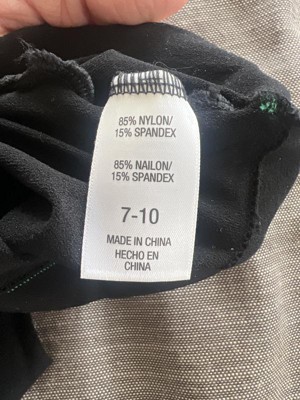 85% NYLON/
15% SPANDEX
85% NAILON/
15% SPANDEX
7-10
MADE IN CHINA
HECHO EN
CHINA